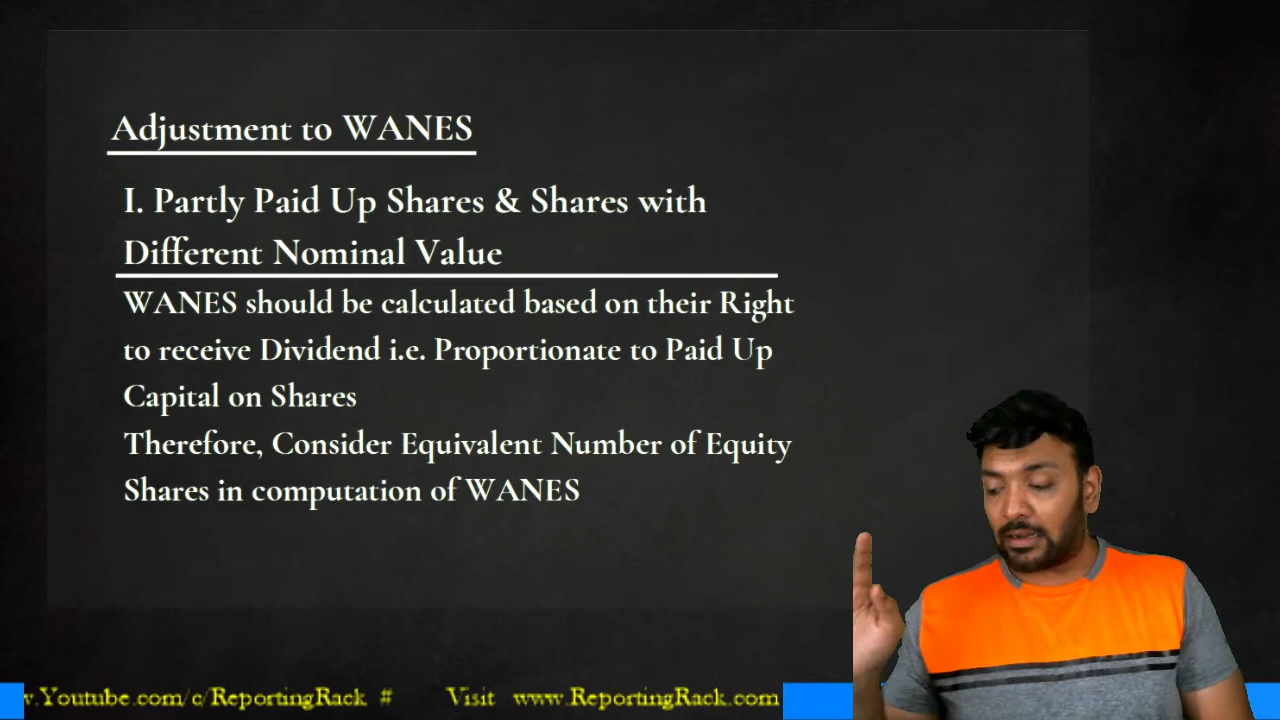 Adjustment to WANES
I. Partly Paid Up Shares & Shares with
Different Nominal Value
WANES should be calculated based on their Right
to receive Dividend i.e. Proportionate to Paid Up
Capital on Shares
Therefore, Consider Equivalent Number of Equity
Shares in computation of WANES
.Youtube.com/c/ReportingRack # Visit www.ReportingRack.com